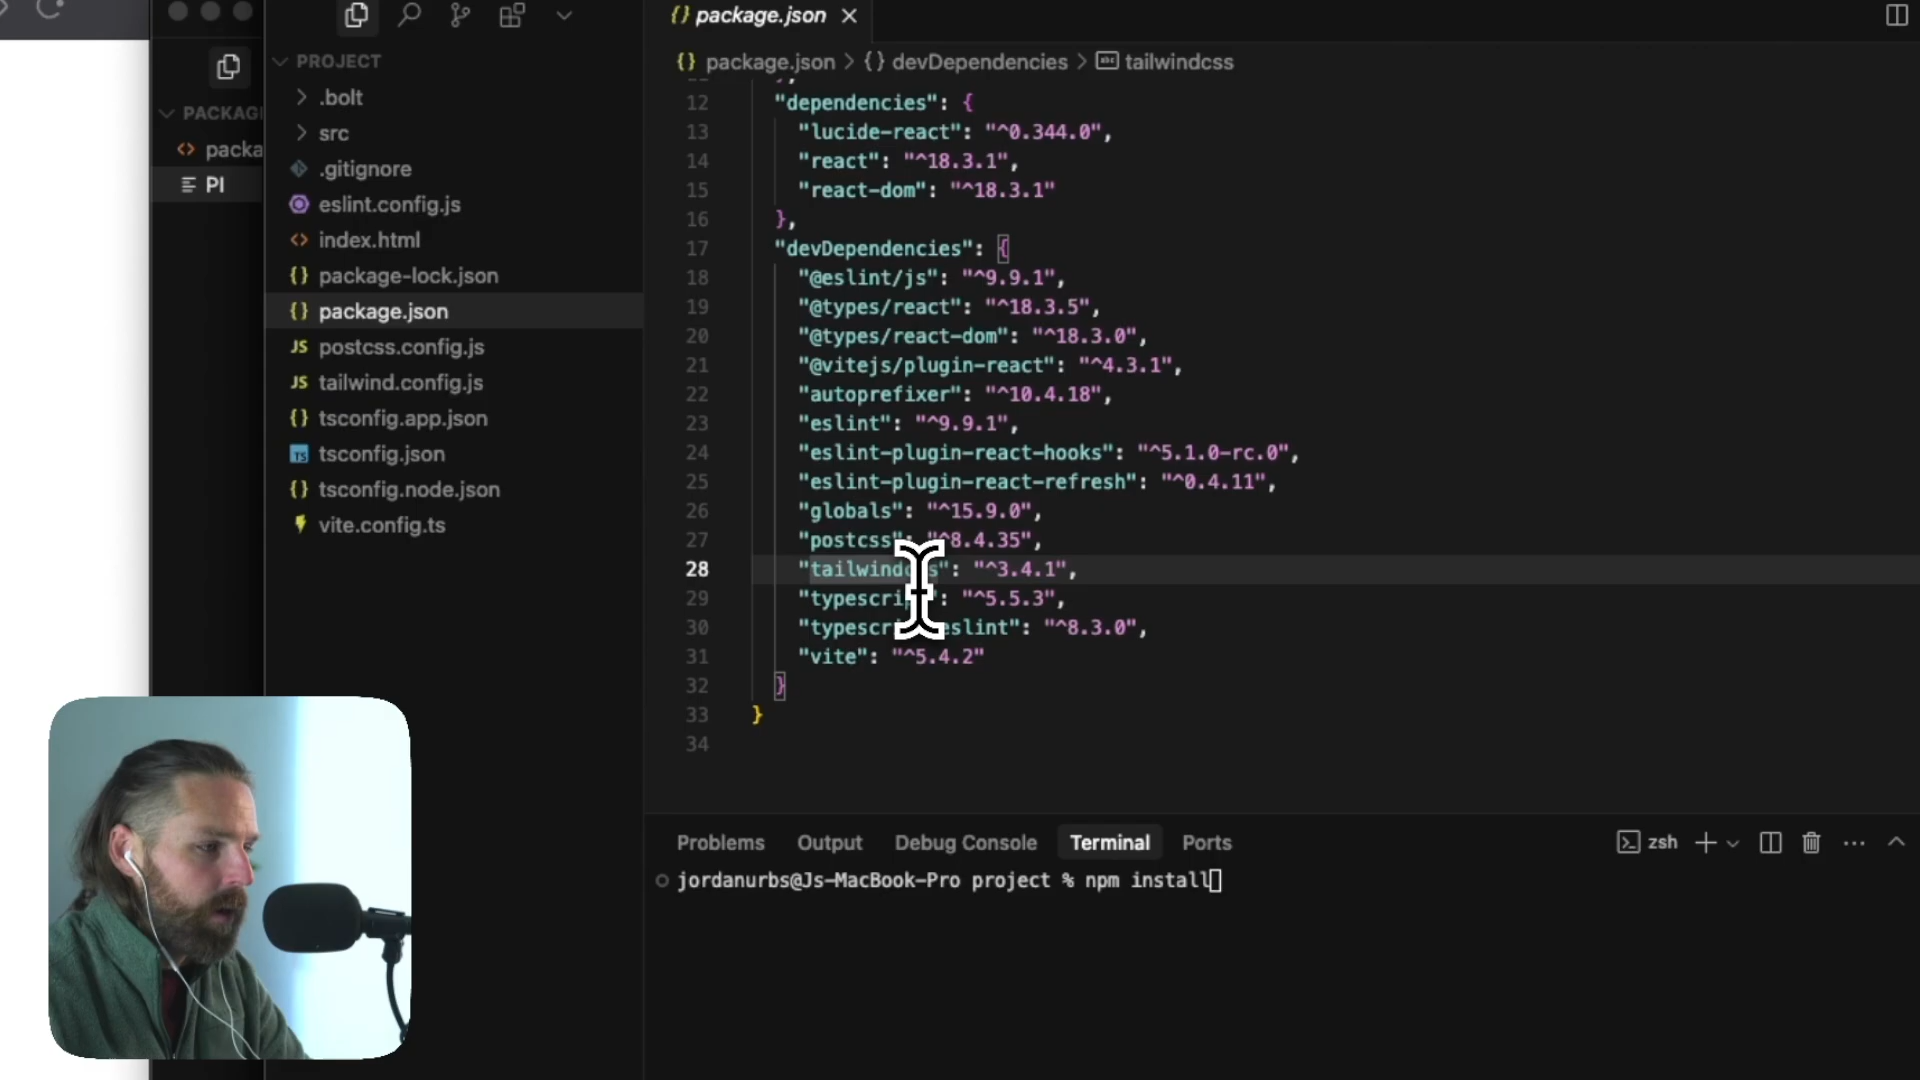 package.json
package.json > {} devDependencies > tailwindcss
PROJECT
.bolt
src
.gitignore
eslint.config.js
index.html
package-lock.json
package.json
postcss.config.js
tailwind.config.js
tsconfig.app.json
tsconfig.json
tsconfig.node.json
vite.config.ts
PACKAG
packa
PI
12 "dependencies": {
13 "lucide-react": "^0.344.0",
14 "react": "^18.3.1",
15 "react-dom": "^18.3.1"
16 },
17 "devDependencies": {
18 "@eslint/js": "^9.9.1",
19 "@types/react": "^18.3.5",
20 "@types/react-dom": "^18.3.0",
21 "@vitejs/plugin-react": "^4.3.1",
22 "autoprefixer": "^10.4.18",
23 "eslint": "^9.9.1",
24 "eslint-plugin-react-hooks": "^5.1.0-rc.0",
25 "eslint-plugin-react-refresh": "^0.4.11",
26 "globals": "^15.9.0",
27 "postcss": "^8.4.35",
28 "tailwindcss": "^3.4.1",
29 "typescript": "^5.5.3",
30 "typescript-eslint": "^8.3.0",
31 "vite": "^5.4.2"
32 }
33 }
34
Problems Output Debug Console Terminal Ports
zsh
jordanurbs@Js-MacBook-Pro project % npm install